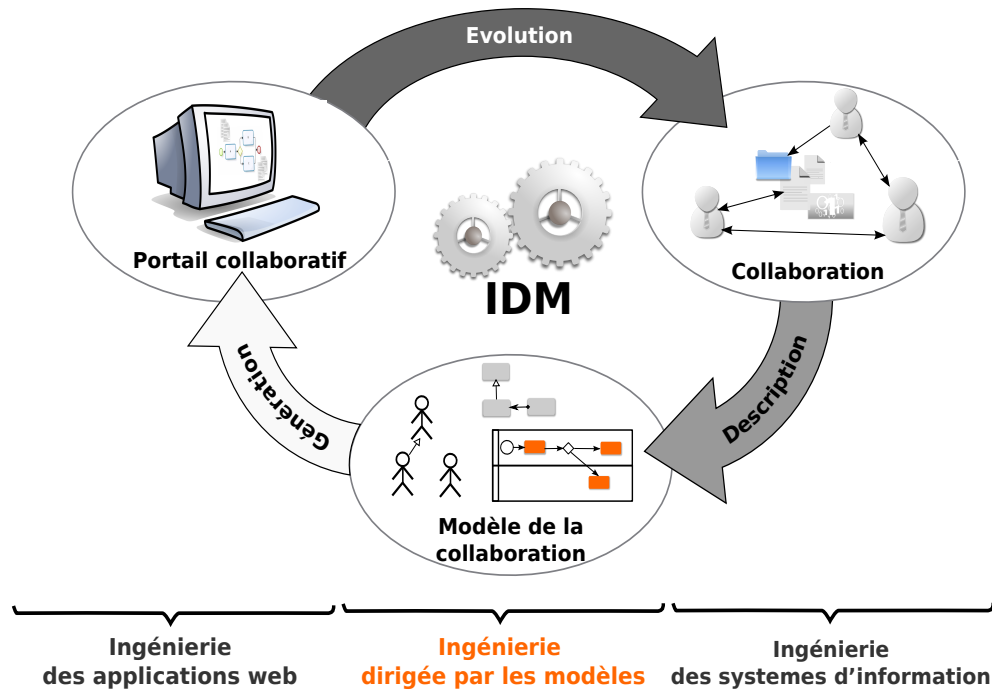 Evolution
Portail collaboratif
IDM
Collaboration
Génération
Description
Modèle de la
collaboration
Ingénierie
des applications web
Ingénierie
dirigée par les modèles
Ingénierie
des systemes d’information